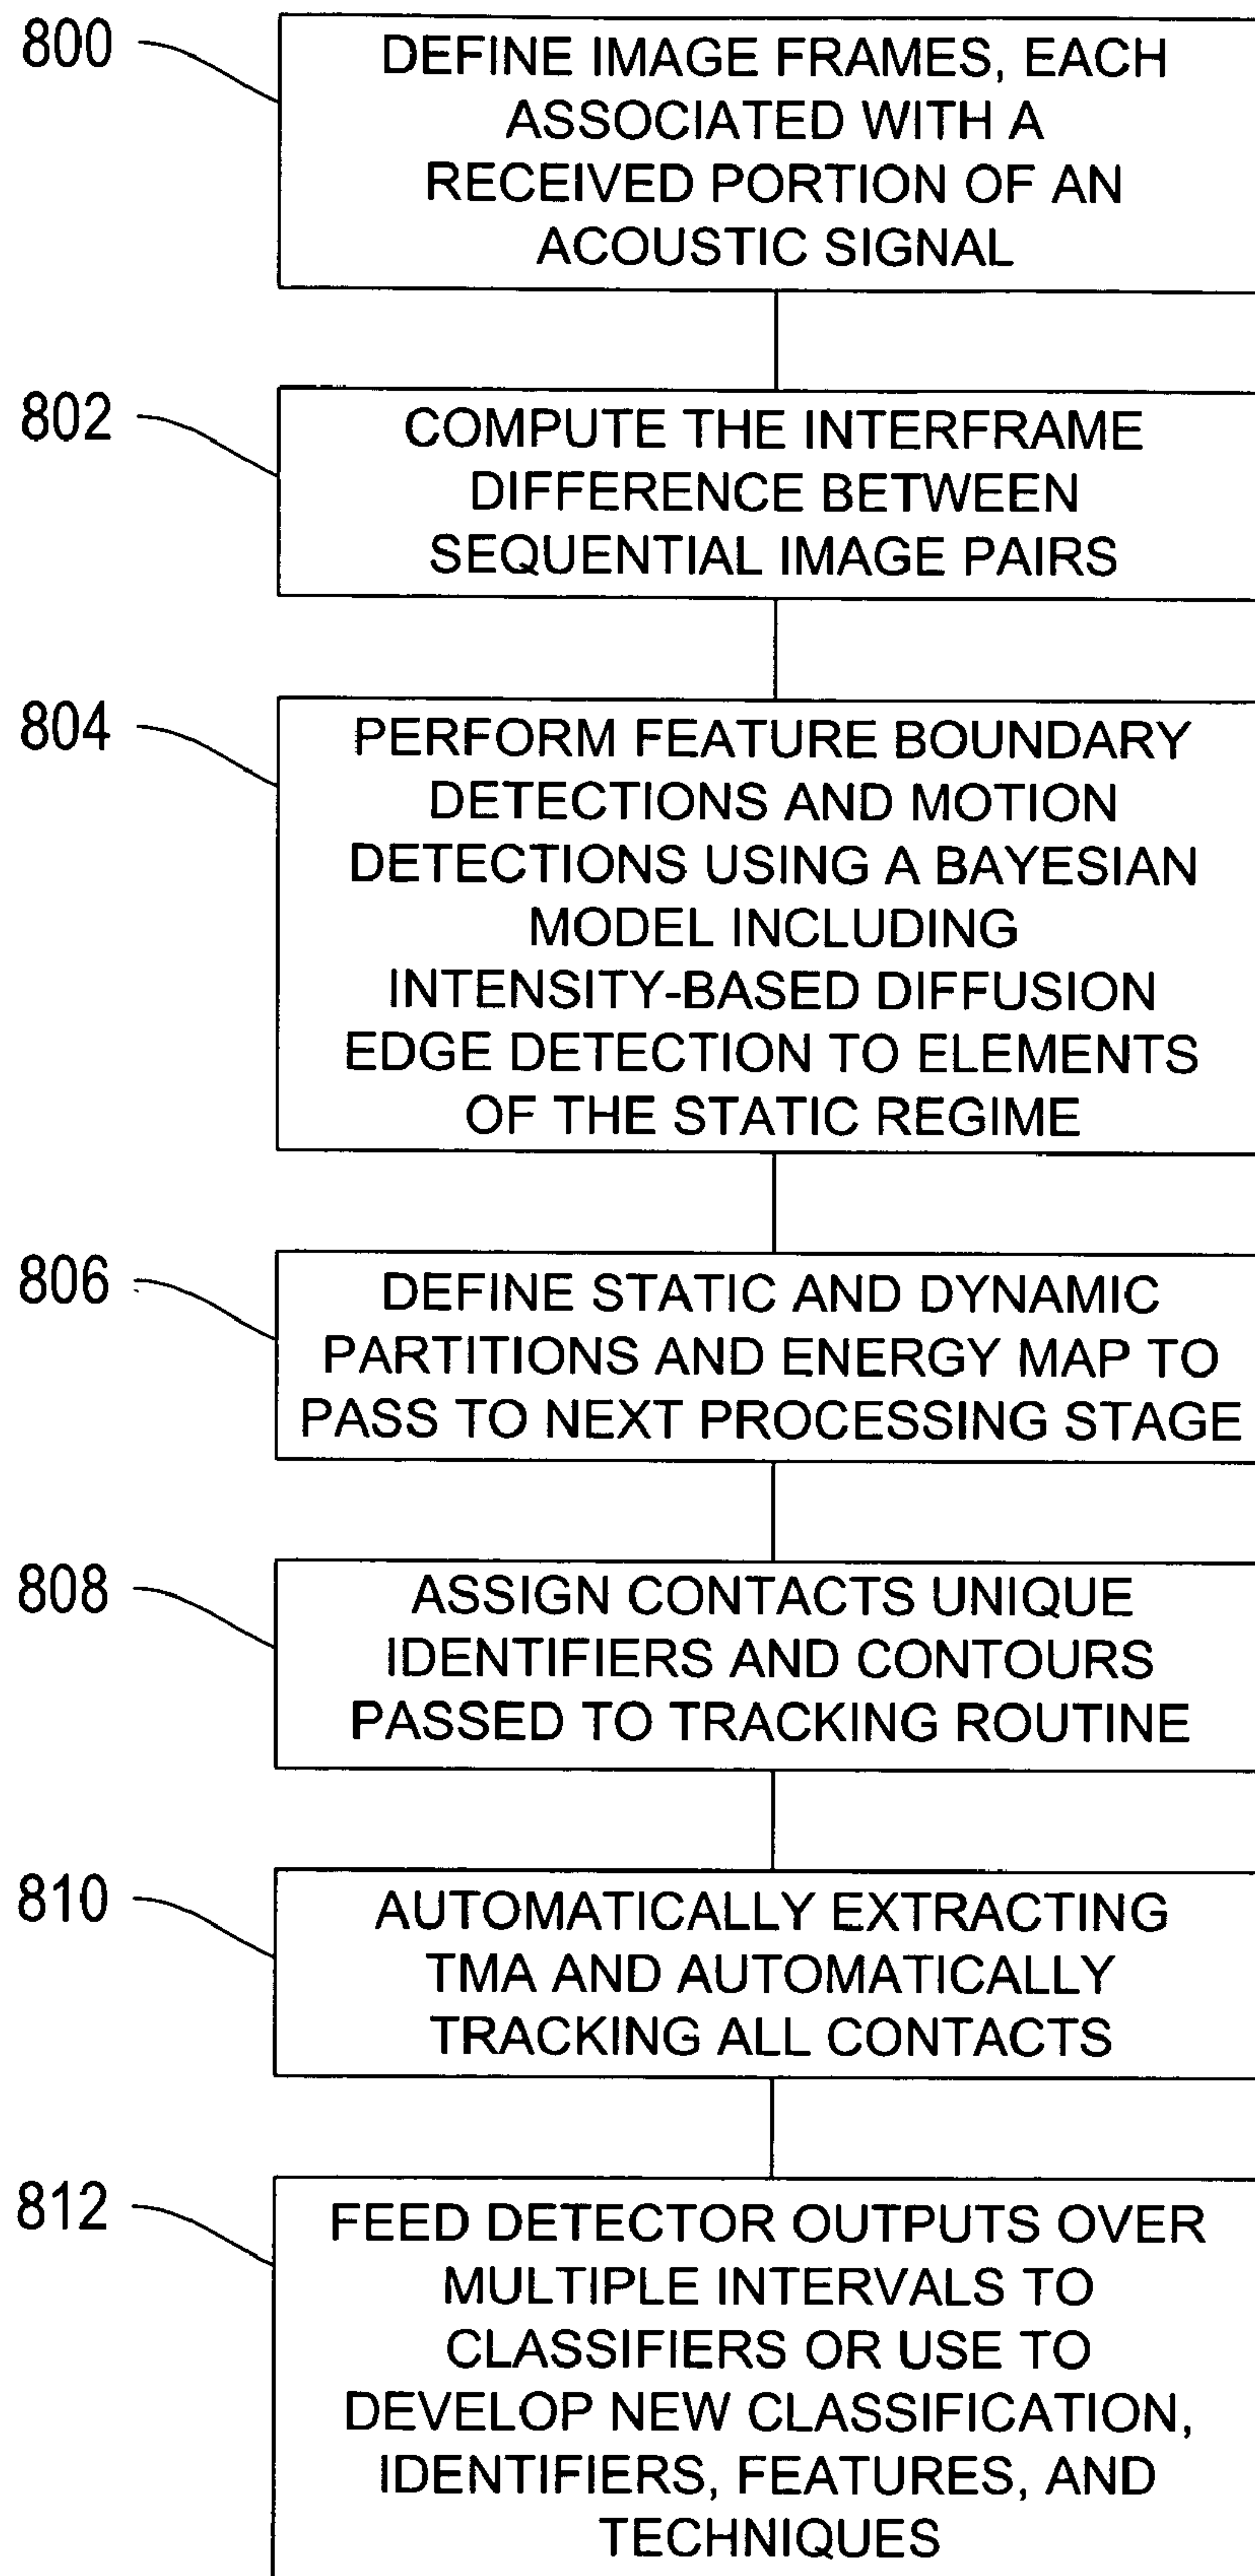 800
DEFINE IMAGE FRAMES, EACH
ASSOCIATED WITH A
RECEIVED PORTION OF AN
ACOUSTIC SIGNAL
802
COMPUTE THE INTERFRAME
DIFFERENCE BETWEEN
SEQUENTIAL IMAGE PAIRS
804
PERFORM FEATURE BOUNDARY
DETECTIONS AND MOTION
DETECTIONS USING A BAYESIAN
MODEL INCLUDING
INTENSITY-BASED DIFFUSION
EDGE DETECTION TO ELEMENTS
OF THE STATIC REGIME
806
DEFINE STATIC AND DYNAMIC
PARTITIONS AND ENERGY MAP TO
PASS TO NEXT PROCESSING STAGE
808
ASSIGN CONTACTS UNIQUE
IDENTIFIERS AND CONTOURS
PASSED TO TRACKING ROUTINE
810
AUTOMATICALLY EXTRACTING
TMA AND AUTOMATICALLY
TRACKING ALL CONTACTS
812
FEED DETECTOR OUTPUTS OVER
MULTIPLE INTERVALS TO
CLASSIFIERS OR USE TO
DEVELOP NEW CLASSIFICATION,
IDENTIFIERS, FEATURES, AND
TECHNIQUES